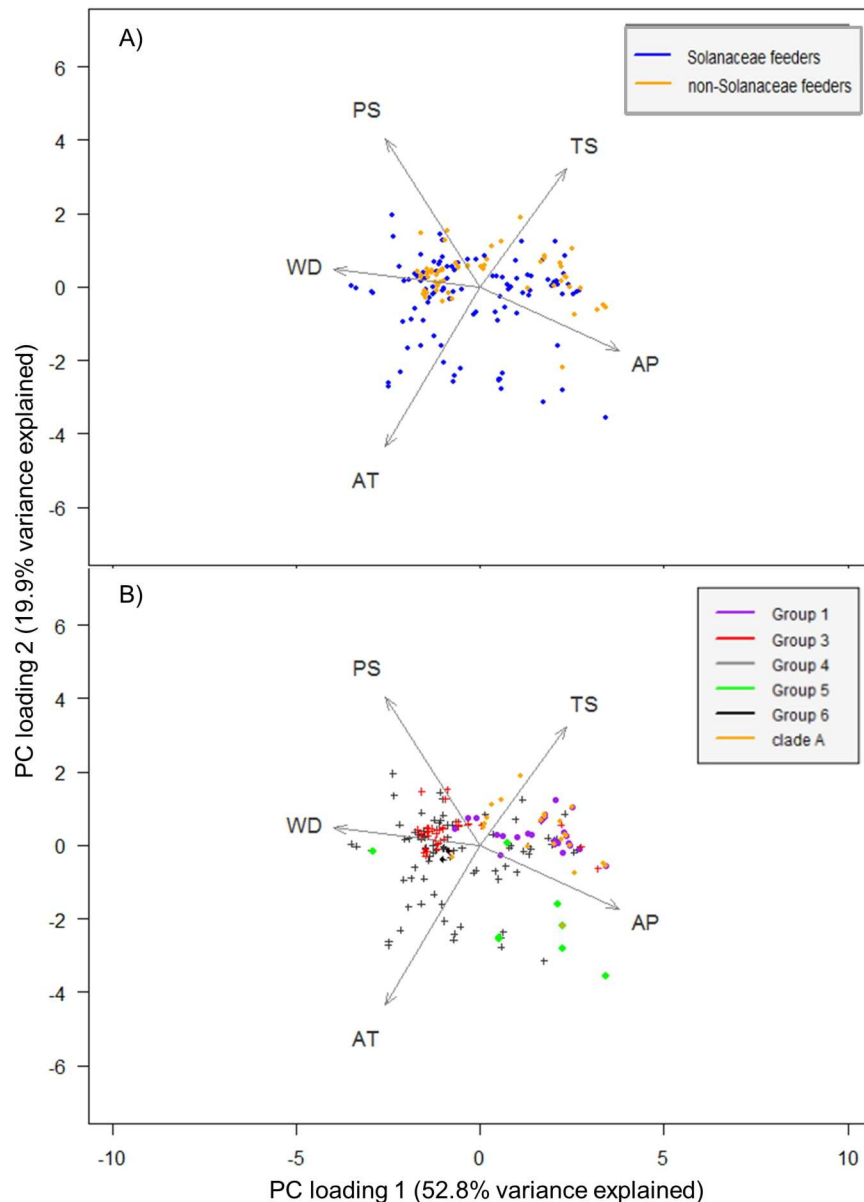 A)
Solanaceae feeders
non-Solanaceae feeders
PS
TS
WD
AP
AT
6
4
2
0
-2
-4
-6
B)
Group 1
Group 3
Group 4
Group 5
Group 6
clade A
PS
TS
WD
AP
AT
6
4
2
0
-2
-4
-6
-10
-5
0
5
10
PC loading 2 (19.9% variance explained)
PC loading 1 (52.8% variance explained)